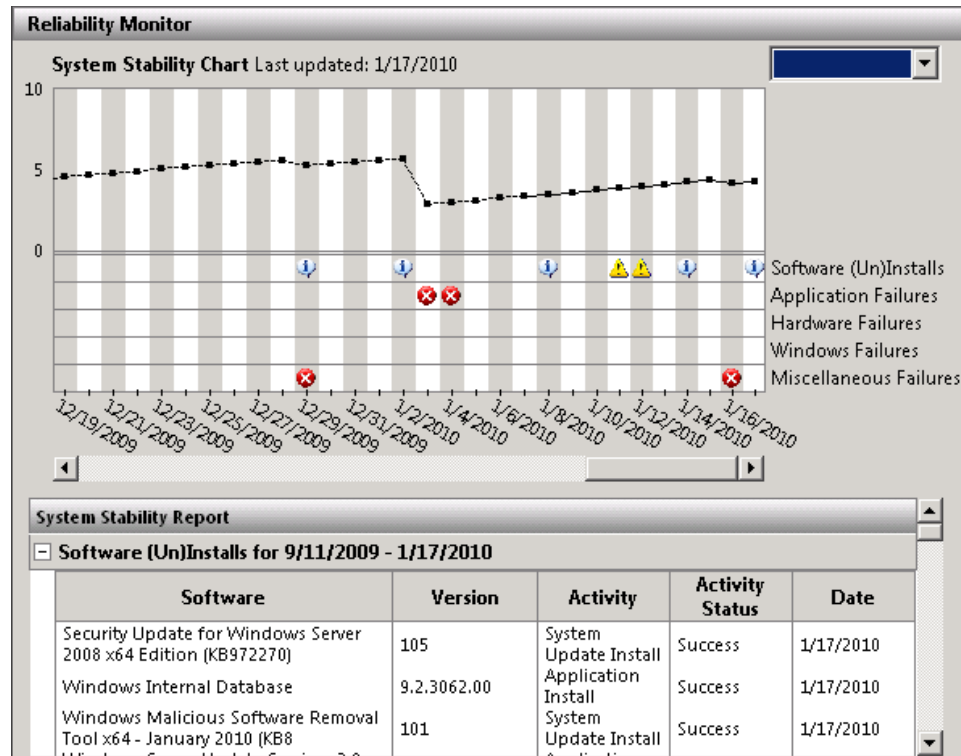 Reliability Monitor
System Stability Chart Last updated: 1/17/2010
10
5
0
Software (Un)Installs
Application Failures
Hardware Failures
Windows Failures
Miscellaneous Failures
12/19/2009
12/21/2009
12/23/2009
12/25/2009
12/27/2009
12/29/2009
12/31/2009
1/2/2010
1/4/2010
1/6/2010
1/8/2010
1/10/2010
1/12/2010
1/14/2010
1/16/2010
System Stability Report
Software (Un)Installs for 9/11/2009 - 1/17/2010
Software Version Activity Activity Status Date
Security Update for Windows Server
2008 x64 Edition (KB972270)
105
System
Update Install
Success
1/17/2010
Windows Internal Database
9.2.3062.00
Application
Install
Success
1/17/2010
Windows Malicious Software Removal
Tool x64 - January 2010 (KB8
101
System
Update Install
Success
1/17/2010